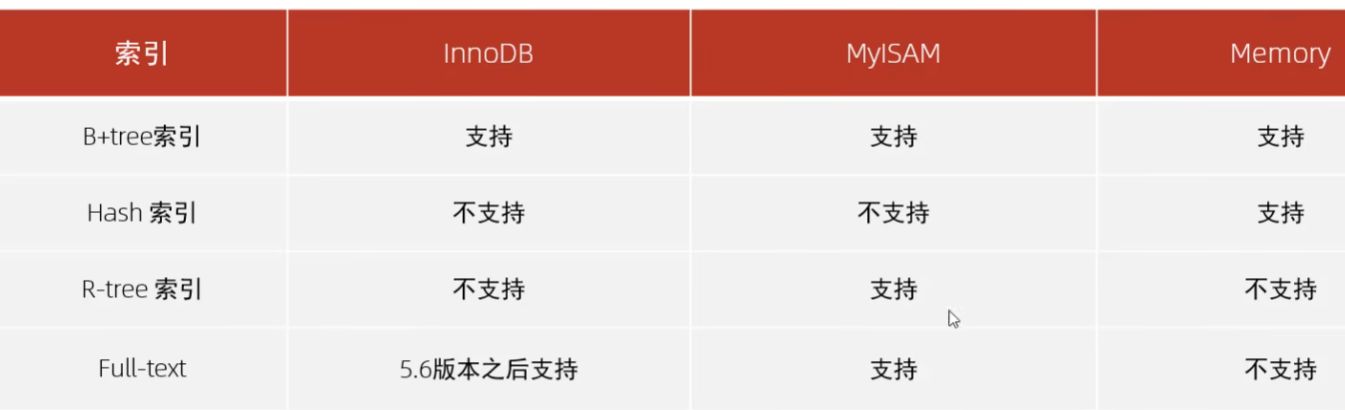 索引 InnoDB MyISAM Memory
B+tree索引 支持 支持 支持
Hash 索引 不支持 不支持 支持
R-tree 索引 不支持 支持 不支持
Full-text 5.6版本之后支持 支持 不支持